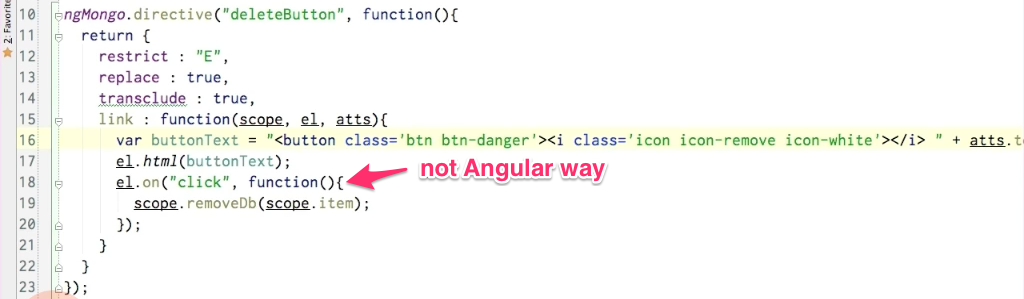 2: Favorite
10 ngMongo.directive("deleteButton", function(){
11 return {
12 restrict : "E",
13 replace : true,
14 transclude : true,
15 link : function(scope, el, atts){
16 var buttonText = "<button class='btn btn-danger'><i class='icon icon-remove icon-white'></i> " + atts.t
17 el.html(buttonText);
18 el.on("click", function(){
not Angular way
19 scope.removeDb(scope.item);
20 });
21 }
22 }
23 });